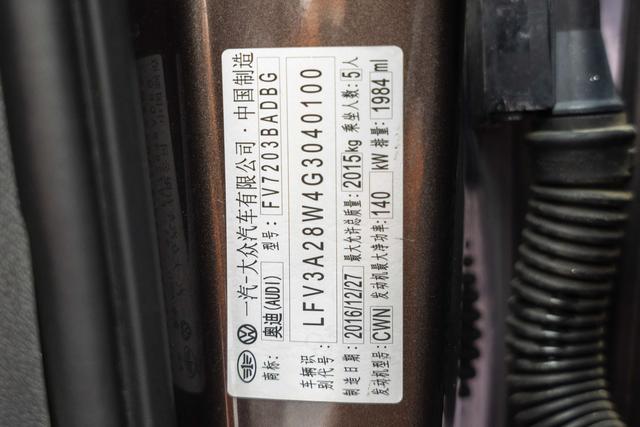 一汽-大众汽车有限公司·中国制造
商标: 奥迪(AUDI) 型号: FV7203BADBG
车辆识别代号: LFV3A28W4G3040100
制造日期: 2016/12/27 最大允许总质量: 2015kg 乘坐人数: 5人
发动机型号: CWN 发动机最大净功率: 140 kW 排量: 1984 ml